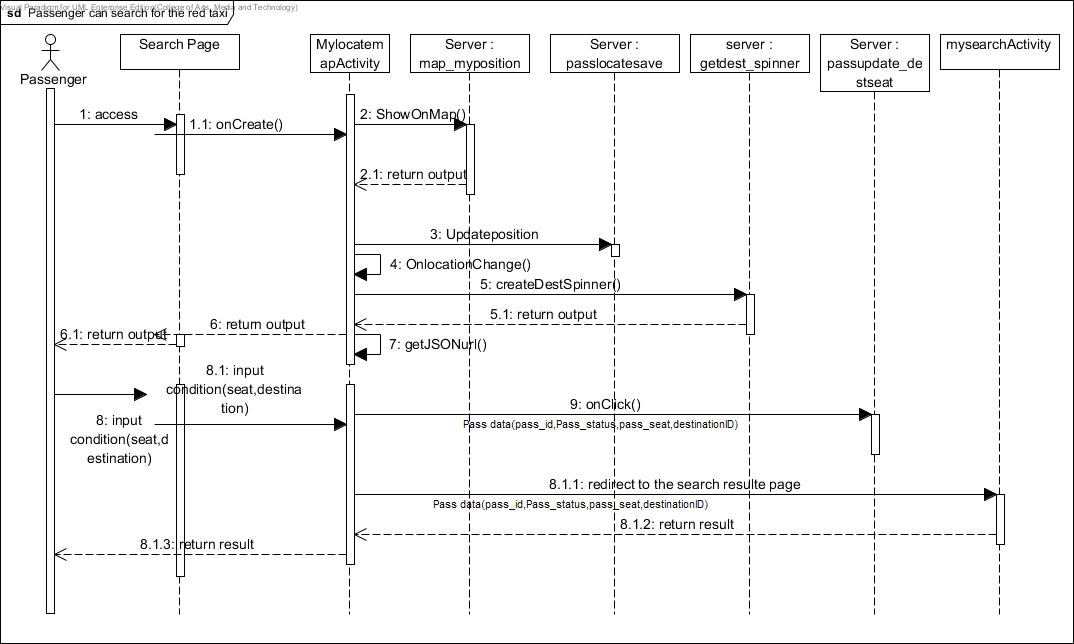 Visual Paradigm for UML Enterprise Edition(College of Arts, Media and Technology)
sd Passenger can search for the red taxi
Passenger
Search Page
Mylocatem
apActivity
Server :
map_myposition
Server :
passlocatesave
server :
getdest_spinner
Server :
passupdate_de
stseat
mysearchActivity
1: access
1.1: onCreate()
2: ShowOnMap()
2.1: return output
3: Updateposition
4: OnlocationChange()
5: createDestSpinner()
5.1: return output
6: return output
6.1: return output
7: getJSONurl()
8.1: input
condition(seat,destina
tion)
8: input
condition(seat,d
estination)
9: onClick()
Pass data(pass_id,Pass_status,pass_seat,destinationID)
8.1.1: redirect to the search resulte page
Pass data(pass_id,Pass_status,pass_seat,destinationID)
8.1.2: return result
8.1.3: return result